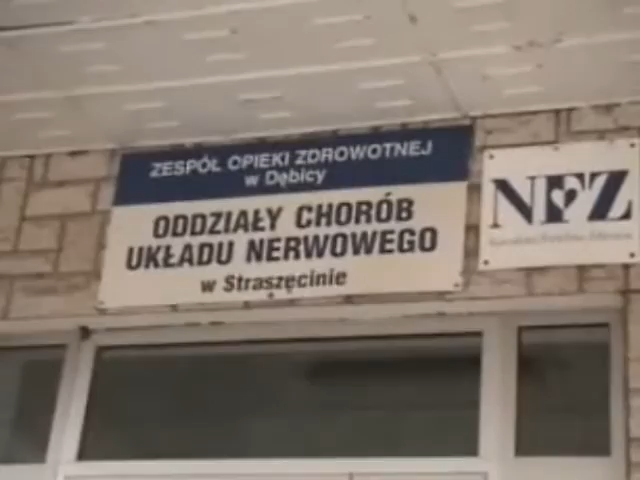 ZESPÓŁ OPIEKI ZDROWOTNEJ
w Dębicy
ODDZIAŁY CHORÓB
UKŁADU NERWOWEGO
w Straszęcinie
NFZ